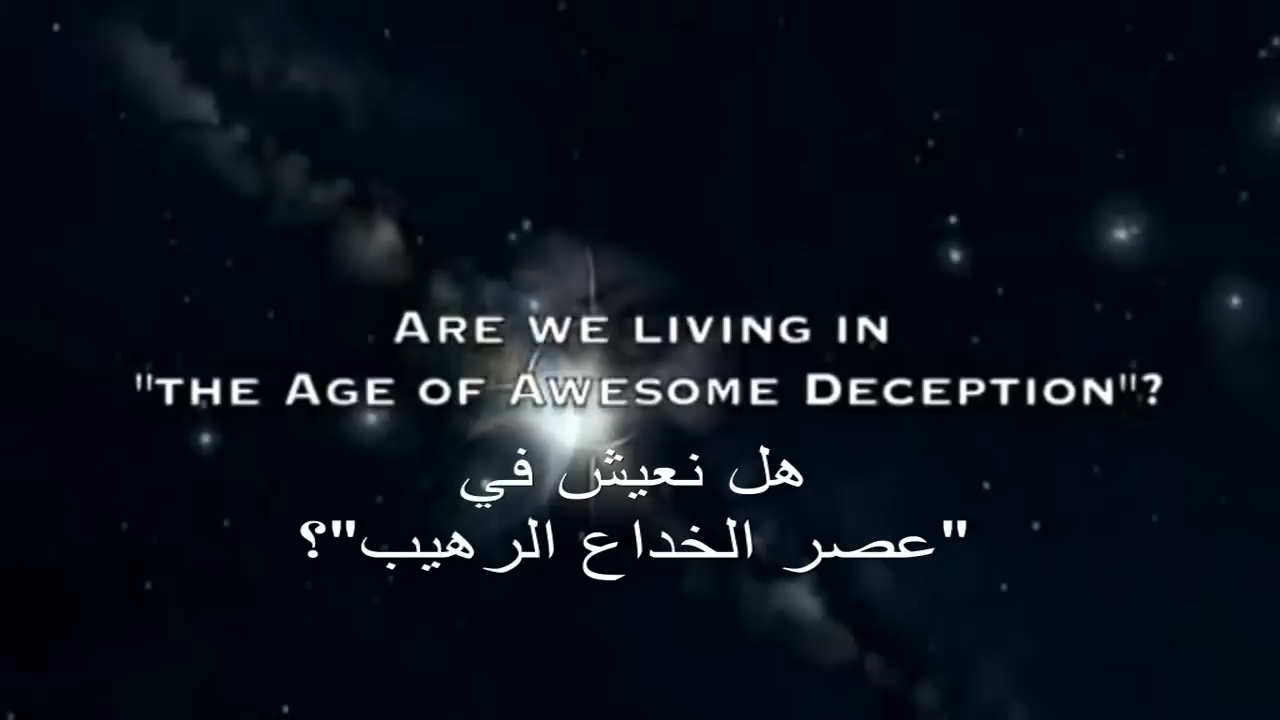 ARE WE LIVING IN
"THE AGE OF AWESOME DECEPTION"?
هل نعيش في
"عصر الخداع الرهيب"؟